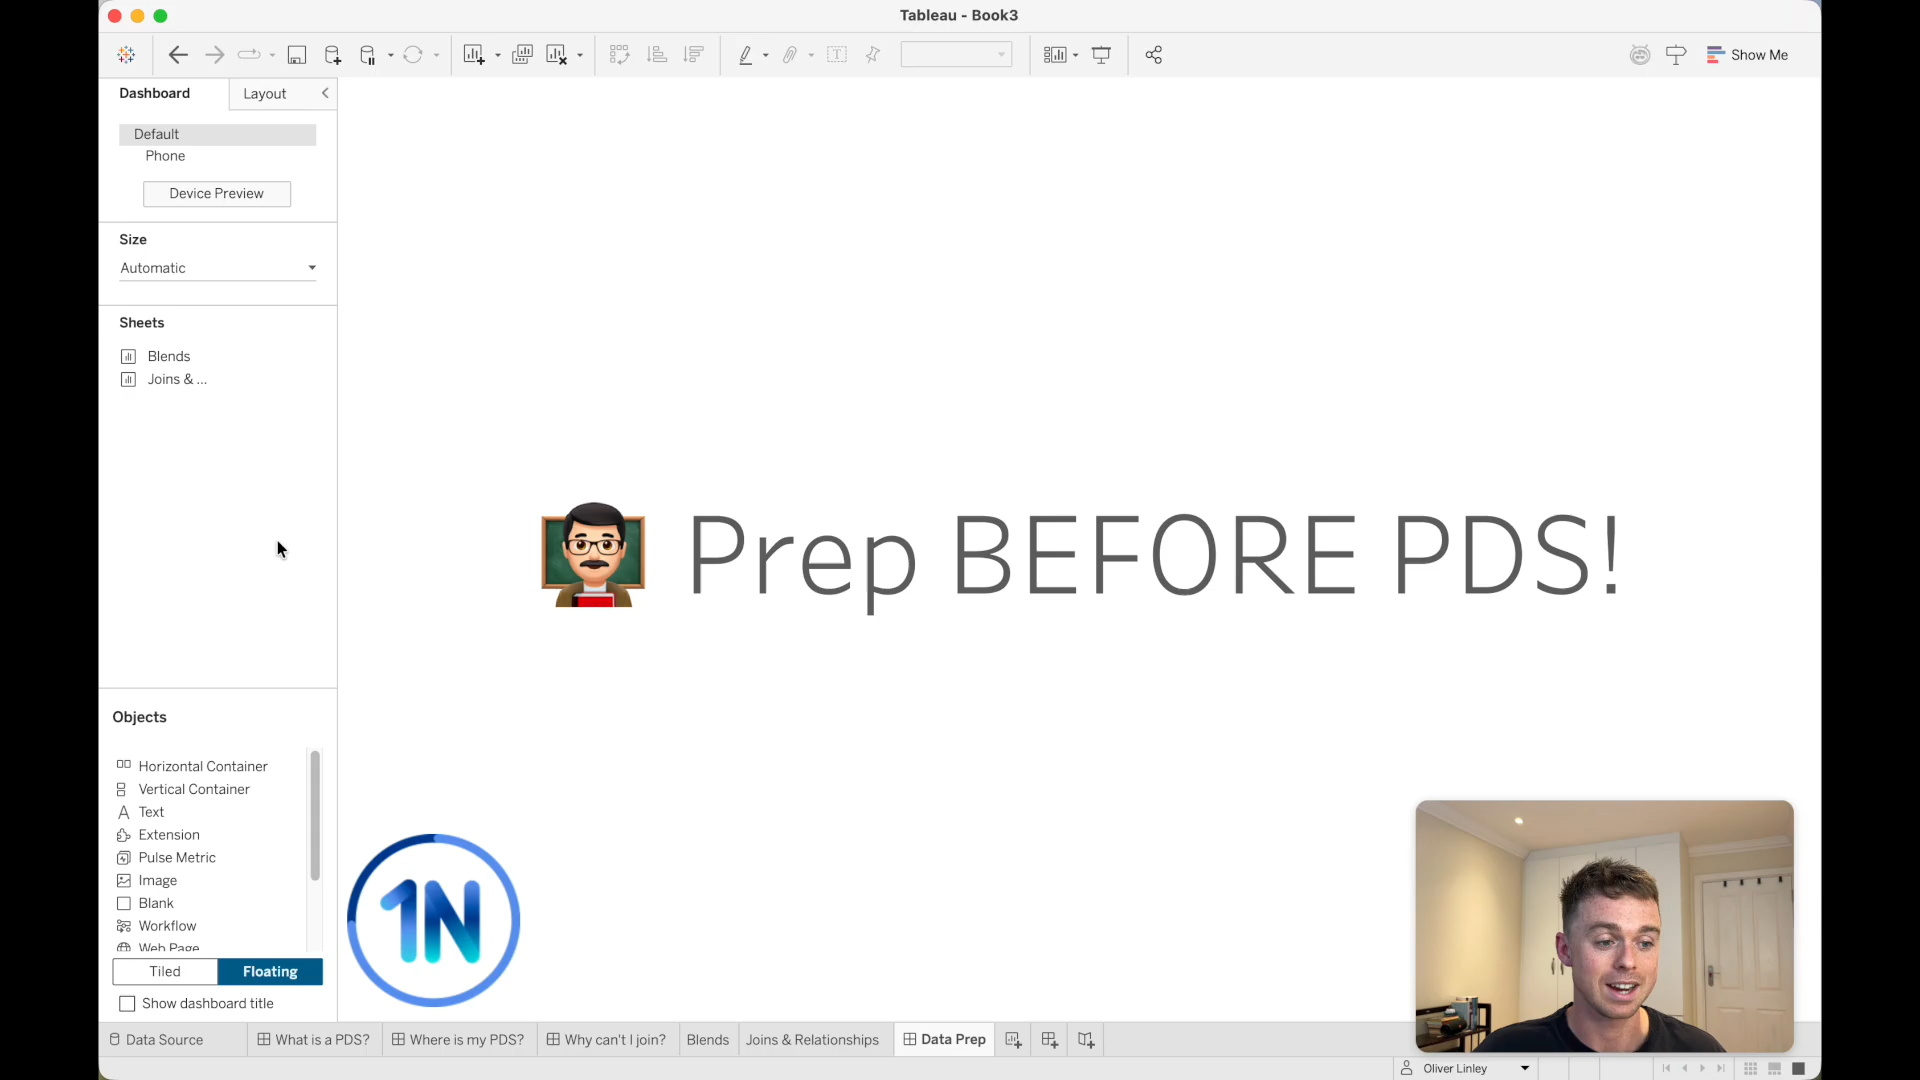 Tableau - Book3
Show Me
Dashboard
Layout
Default
Phone
Device Preview
Size
Automatic
Sheets
Blends
Joins & ...
Prep BEFORE PDS!
Objects
Horizontal Container
Vertical Container
Text
Extension
Pulse Metric
Image
Blank
Workflow
Web Page
Tiled
Floating
Show dashboard title
1N
Data Source
What is a PDS?
Where is my PDS?
Why can't I join?
Blends
Joins & Relationships
Data Prep
Oliver Linley